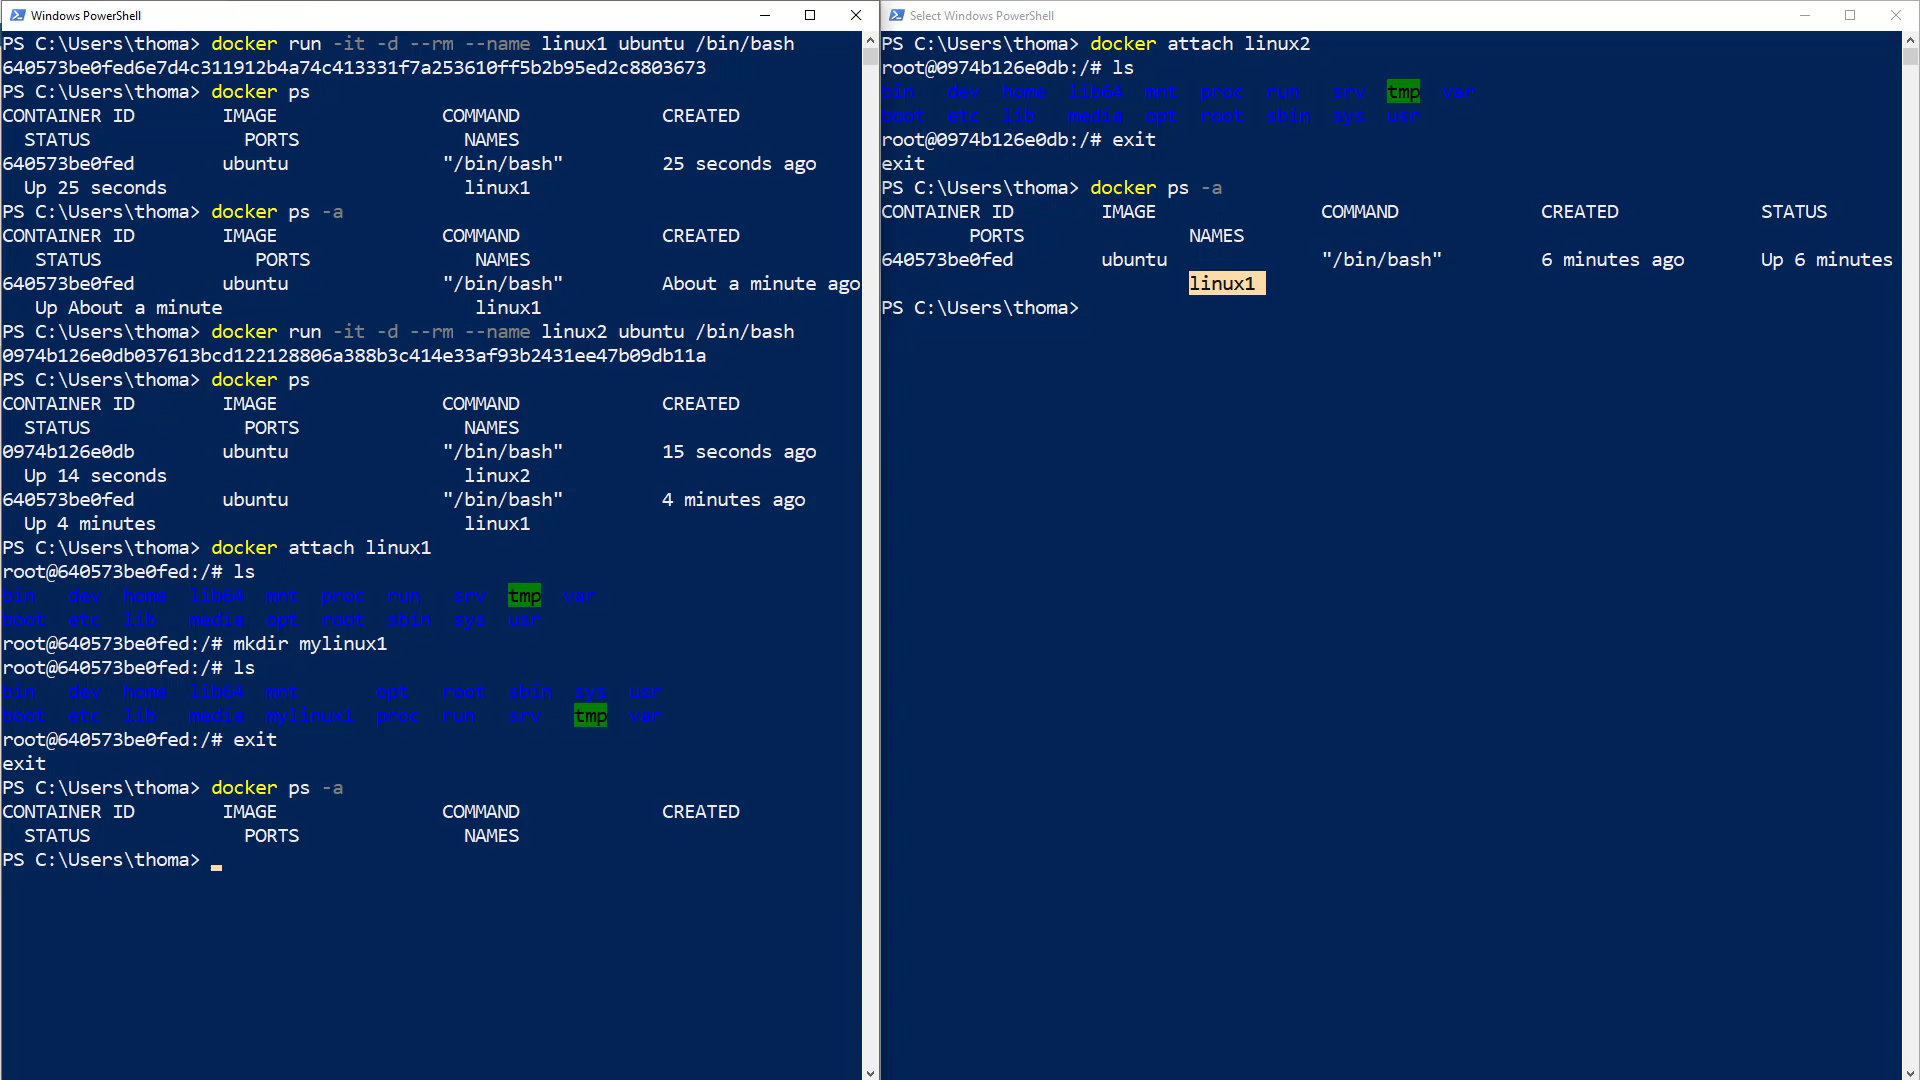 Windows PowerShell
PS C:\Users\thoma> docker run -it -d --rm --name linux1 ubuntu /bin/bash
640573be0fed6e7d4c311912b4a74c413331f7a253610ff5b2b95ed2c8803673
PS C:\Users\thoma> docker ps
CONTAINER ID IMAGE COMMAND CREATED
STATUS PORTS NAMES
640573be0fed ubuntu "/bin/bash" 25 seconds ago
Up 25 seconds linux1
PS C:\Users\thoma> docker ps -a
CONTAINER ID IMAGE COMMAND CREATED
STATUS PORTS NAMES
640573be0fed ubuntu "/bin/bash" About a minute ago
Up About a minute linux1
PS C:\Users\thoma> docker run -it -d --rm --name linux2 ubuntu /bin/bash
0974b126e0db037613bcd122128806a388b3c414e33af93b2431ee47b09db11a
PS C:\Users\thoma> docker ps
CONTAINER ID IMAGE COMMAND CREATED
STATUS PORTS NAMES
0974b126e0db ubuntu "/bin/bash" 15 seconds ago
Up 14 seconds linux2
640573be0fed ubuntu "/bin/bash" 4 minutes ago
Up 4 minutes linux1
PS C:\Users\thoma> docker attach linux1
root@640573be0fed:/# ls
bin dev home lib64 mnt proc run srv tmp var
boot etc lib media opt root sbin sys usr
root@640573be0fed:/# mkdir mylinux1
root@640573be0fed:/# ls
bin dev home lib64 mnt opt root sbin sys usr
boot etc lib media mylinux1 proc run srv tmp var
root@640573be0fed:/# exit
exit
PS C:\Users\thoma> docker ps -a
CONTAINER ID IMAGE COMMAND CREATED
STATUS PORTS NAMES
PS C:\Users\thoma>
Select Windows PowerShell
PS C:\Users\thoma> docker attach linux2
root@0974b126e0db:/# ls
bin dev home lib64 mnt proc run srv tmp var
boot etc lib media opt root sbin sys usr
root@0974b126e0db:/# exit
exit
PS C:\Users\thoma> docker ps -a
CONTAINER ID IMAGE COMMAND CREATED STATUS
PORTS NAMES
640573be0fed ubuntu "/bin/bash" 6 minutes ago Up 6 minutes
linux1
PS C:\Users\thoma>